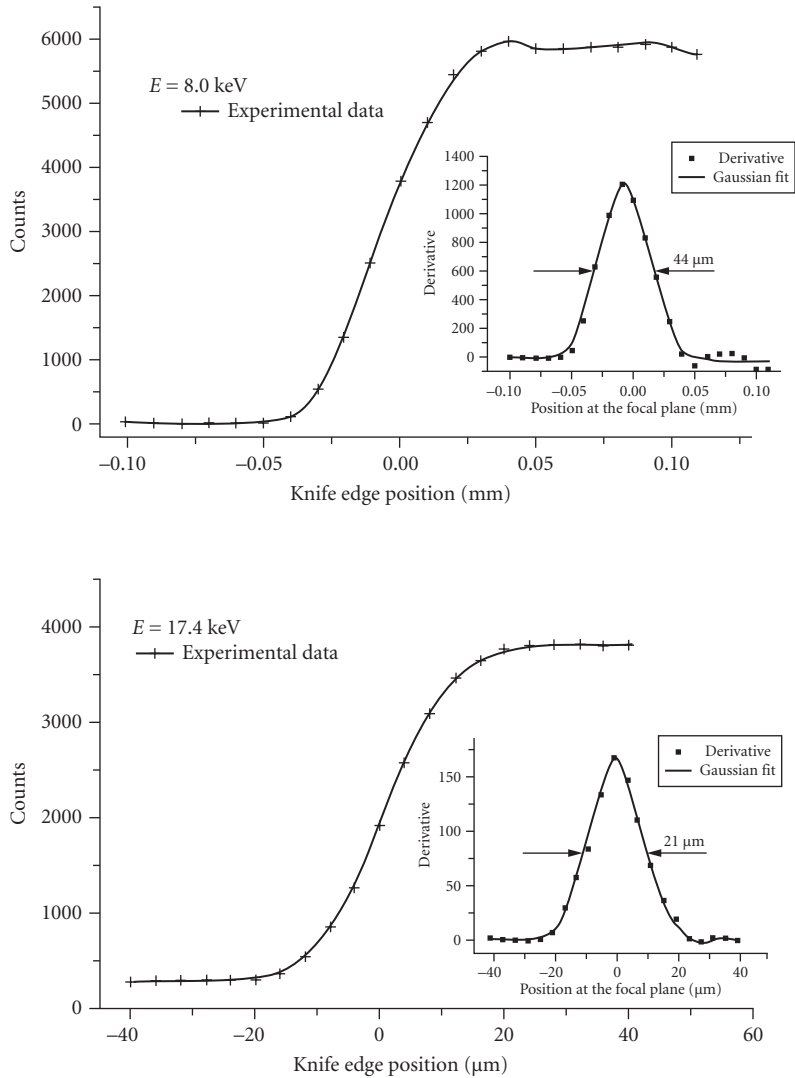 6000
5000
4000
3000
2000
1000
0
Counts
E = 8.0 keV
Experimental data
−0.10 −0.05 0.00 0.05 0.10
Knife edge position (mm)
1400
1200
1000
800
600
400
200
0
Derivative
Derivative
Gaussian fit
44 μm
−0.10 −0.05 0.00 0.05 0.10
Position at the focal plane (mm)
4000
3000
2000
1000
0
Counts
E = 17.4 keV
Experimental data
−40 −20 0 20 40 60
Knife edge position (μm)
150
100
50
0
Derivative
Derivative
Gaussian fit
21 μm
−40 −20 0 20 40
Position at the focal plane (μm)